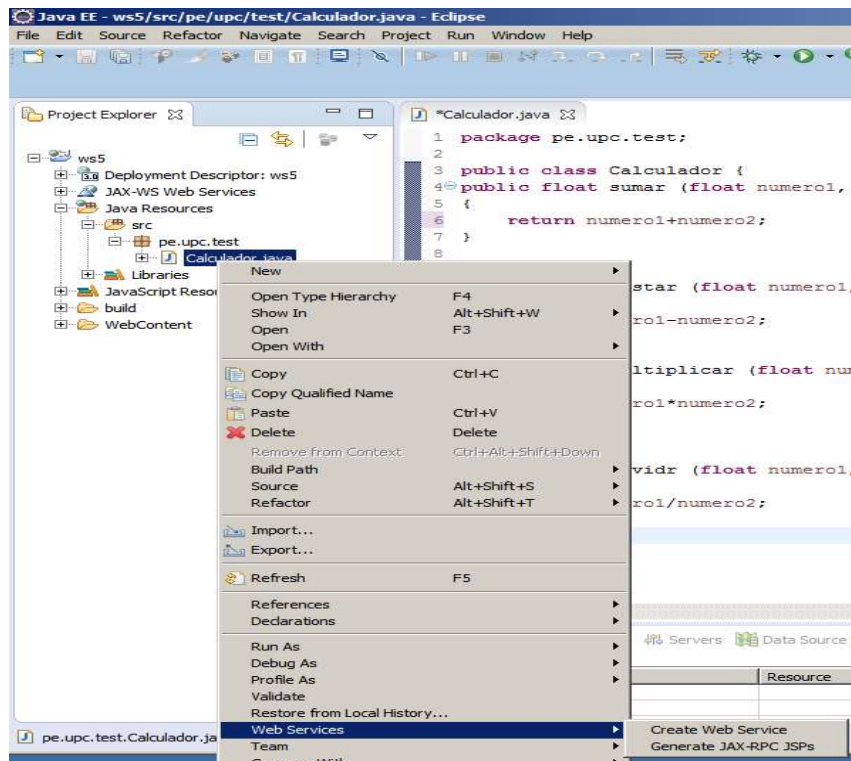 Java EE - ws5/src/pe/upc/test/Calculador.java - Eclipse
File Edit Source Refactor Navigate Search Project Run Window Help
Project Explorer
*Calculador.java
ws5
Deployment Descriptor: ws5
JAX-WS Web Services
Java Resources
src
pe.upc.test
Calculador.java
Libraries
JavaScript Resou
build
WebContent
1 package pe.upc.test;
2
3 public class Calculador {
4 public float sumar (float numero1,
5 {
6 return numero1+numero2;
7 }
8
star (float numero1,
ro1-numero2;
ltiplicar (float num
ro1*numero2;
vidr (float numero1,
ro1/numero2;
New
Open Type Hierarchy F4
Show In Alt+Shift+W
Open F3
Open With
Copy Ctrl+C
Copy Qualified Name
Paste Ctrl+V
Delete Delete
Remove from Context Ctrl+Alt+Shift+Down
Build Path
Source Alt+Shift+S
Refactor Alt+Shift+T
Import...
Export...
Refresh F5
References
Declarations
Run As
Debug As
Profile As
Validate
Restore from Local History...
Web Services
Team
Create Web Service
Generate JAX-RPC JSPs
Servers Data Source
Resource
pe.upc.test.Calculador.ja